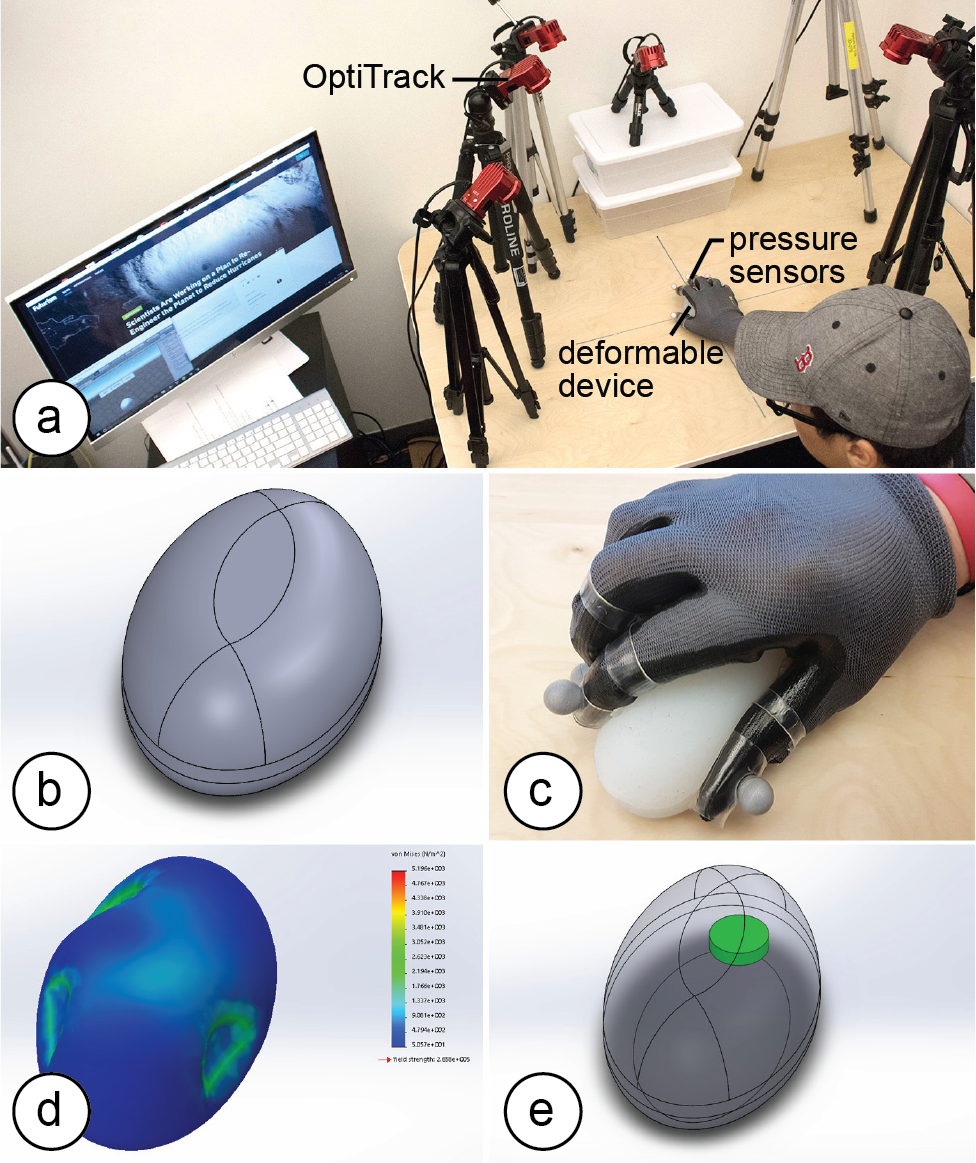 OptiTrack
pressure
sensors
deformable
device
Futurism
Scientists Are Working on a Plan to Re-
Engineer the Planet to Reduce Hurricanes
ROLINE
B
a
b
c
von Mises (N/m^2)
5.196e+003
4.767e+003
4.338e+003
3.910e+003
3.481e+003
3.052e+003
2.623e+003
2.194e+003
1.766e+003
1.337e+003
9.081e+002
4.794e+002
5.057e+001
Yield strength: 2.858e+005
d
e